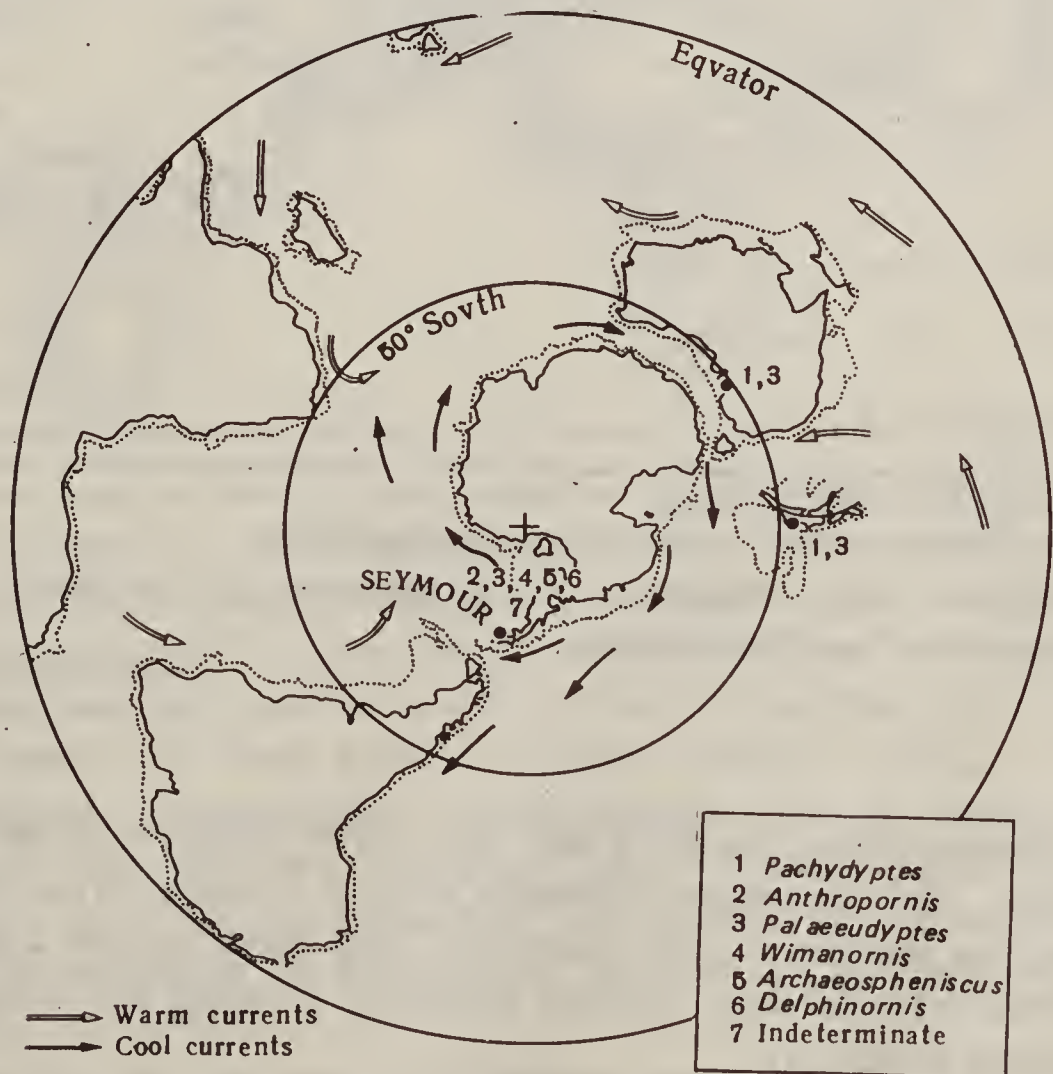 Eqvator
50° Sovth
1,3
1,3
SEYMOUR
2,3,4,5,6
7
1 Pachydyptes
2 Anthropornis
3 Palaeeudyptes
4 Wimanornis
5 Archaeospheniscus
6 Delphinornis
7 Indeterminate
Warm currents
Cool currents